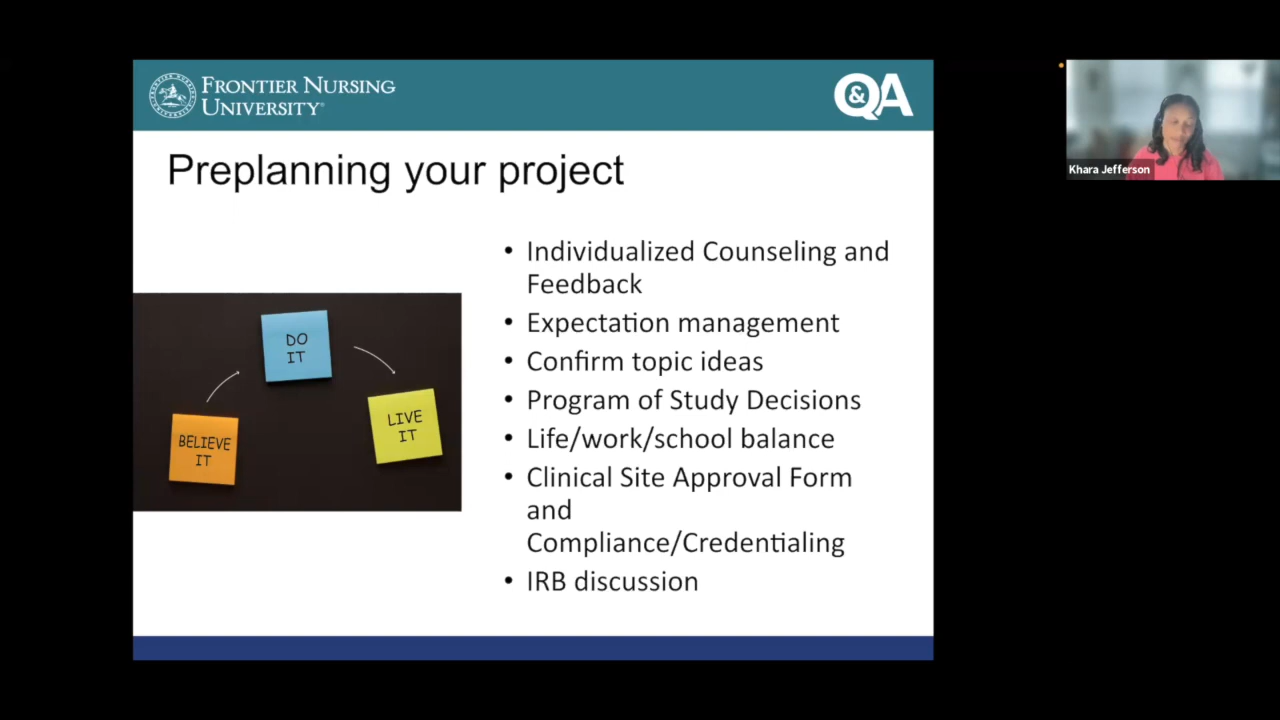 FRONTIER NURSING
UNIVERSITY®
Q&A
Preplanning your project
• Individualized Counseling and
Feedback
• Expectation management
• Confirm topic ideas
• Program of Study Decisions
• Life/work/school balance
• Clinical Site Approval Form
and
Compliance/Credentialing
• IRB discussion
BELIEVE
IT
DO
IT
LIVE
IT
Khara Jefferson